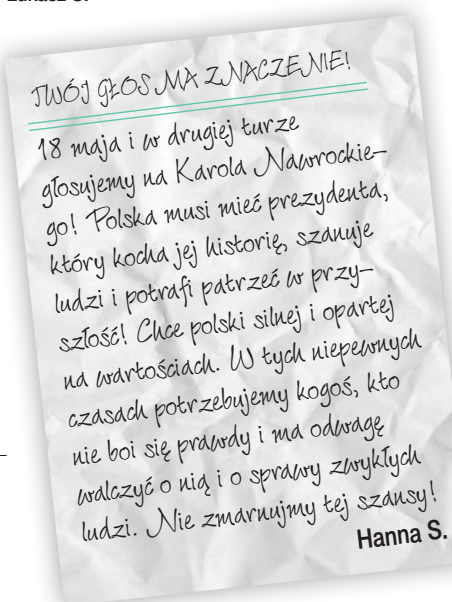 TWÓJ GŁOS MA ZNACZENIE!
18 maja i w drugiej turze
głosujemy na Karola Nawrockie-
go! Polska musi mieć prezydenta,
który kocha jej historię, szanuje
ludzi i potrafi patrzeć w przy-
szłość! Chce polski silnej i opartej
na wartościach. W tych niepewnych
czasach potrzebujemy kogoś, kto
nie boi się prawdy i ma odwagę
walczyć o nią i o sprawy zwykłych
ludzi. Nie zmarnujmy tej szansy!
Hanna S.